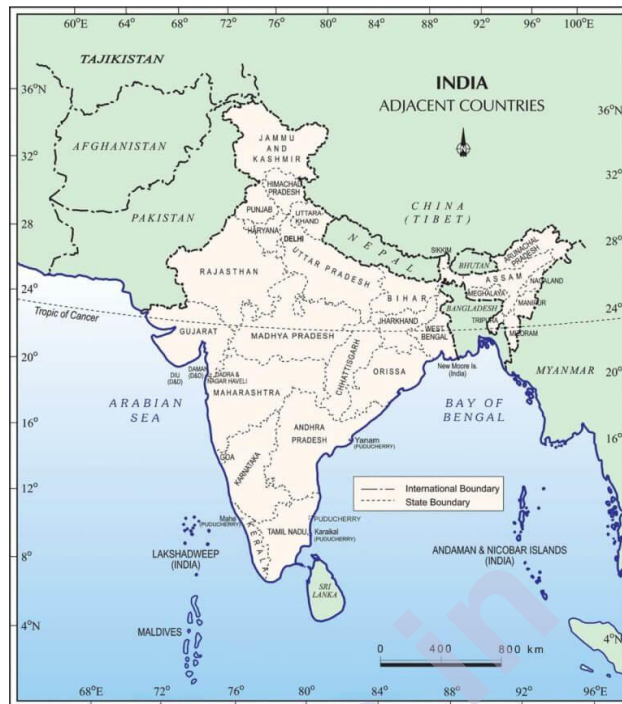 60°E 64° 68° 72° 76° 80° 84° 88° 92° 96° 100°E
TAJIKISTAN
INDIA
ADJACENT COUNTRIES
N
36°N
36°N
AFGHANISTAN
JAMMU
AND
KASHMIR
32°
32°
HIMACHAL
PRADESH
PAKISTAN
PUNJAB
UTTARA-
KHAND
CHINA
(TIBET)
28°
28°
HARYANA
DELHI
NEPAL
SIKKIM
BHUTAN
ARUNACHAL
PRADESH
RAJASTHAN
UTTAR PRADESH
ASSAM
NAGALAND
MEGHALAYA
MANIPUR
24°
24°
BIHAR
BANGLADESH
Tropic of Cancer
JHARKHAND
TRIPURA
MIZORAM
GUJARAT
MADHYA PRADESH
WEST
BENGAL
CHHATTISGARH
20°
20°
ORISSA
New Moore Is.
(India)
MYANMAR
DIU
(D&D)
DAMAN
(D&D)
DADRA &
NAGAR HAVELI
MAHARASHTRA
ARABIAN
SEA
BAY OF
BENGAL
16°
16°
ANDHRA
PRADESH
Yanam
(PUDUCHERRY)
GOA
KARNATAKA
International Boundary
State Boundary
12°
12°
Mahe
(PUDUCHERRY)
PUDUCHERRY
TAMIL NADU
Karaikal
(PUDUCHERRY)
KERALA
LAKSHADWEEP
(INDIA)
ANDAMAN & NICOBAR ISLANDS
(INDIA)
8°
8°
SRI
LANKA
MALDIVES
4°N
4°N
0 400 800 km
68°E 72° 76° 80° 84° 88° 92° 96°E
in